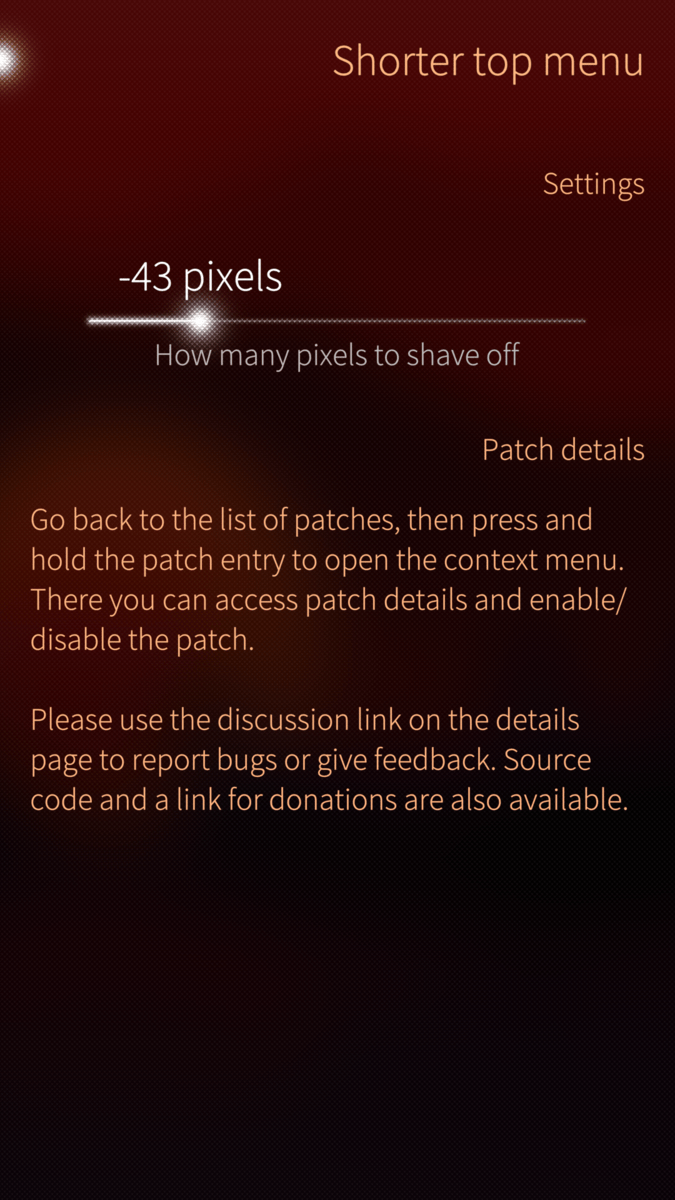 Shorter top menu
Settings
-43 pixels
How many pixels to shave off
Patch details
Go back to the list of patches, then press and
hold the patch entry to open the context menu.
There you can access patch details and enable/
disable the patch.
Please use the discussion link on the details
page to report bugs or give feedback. Source
code and a link for donations are also available.